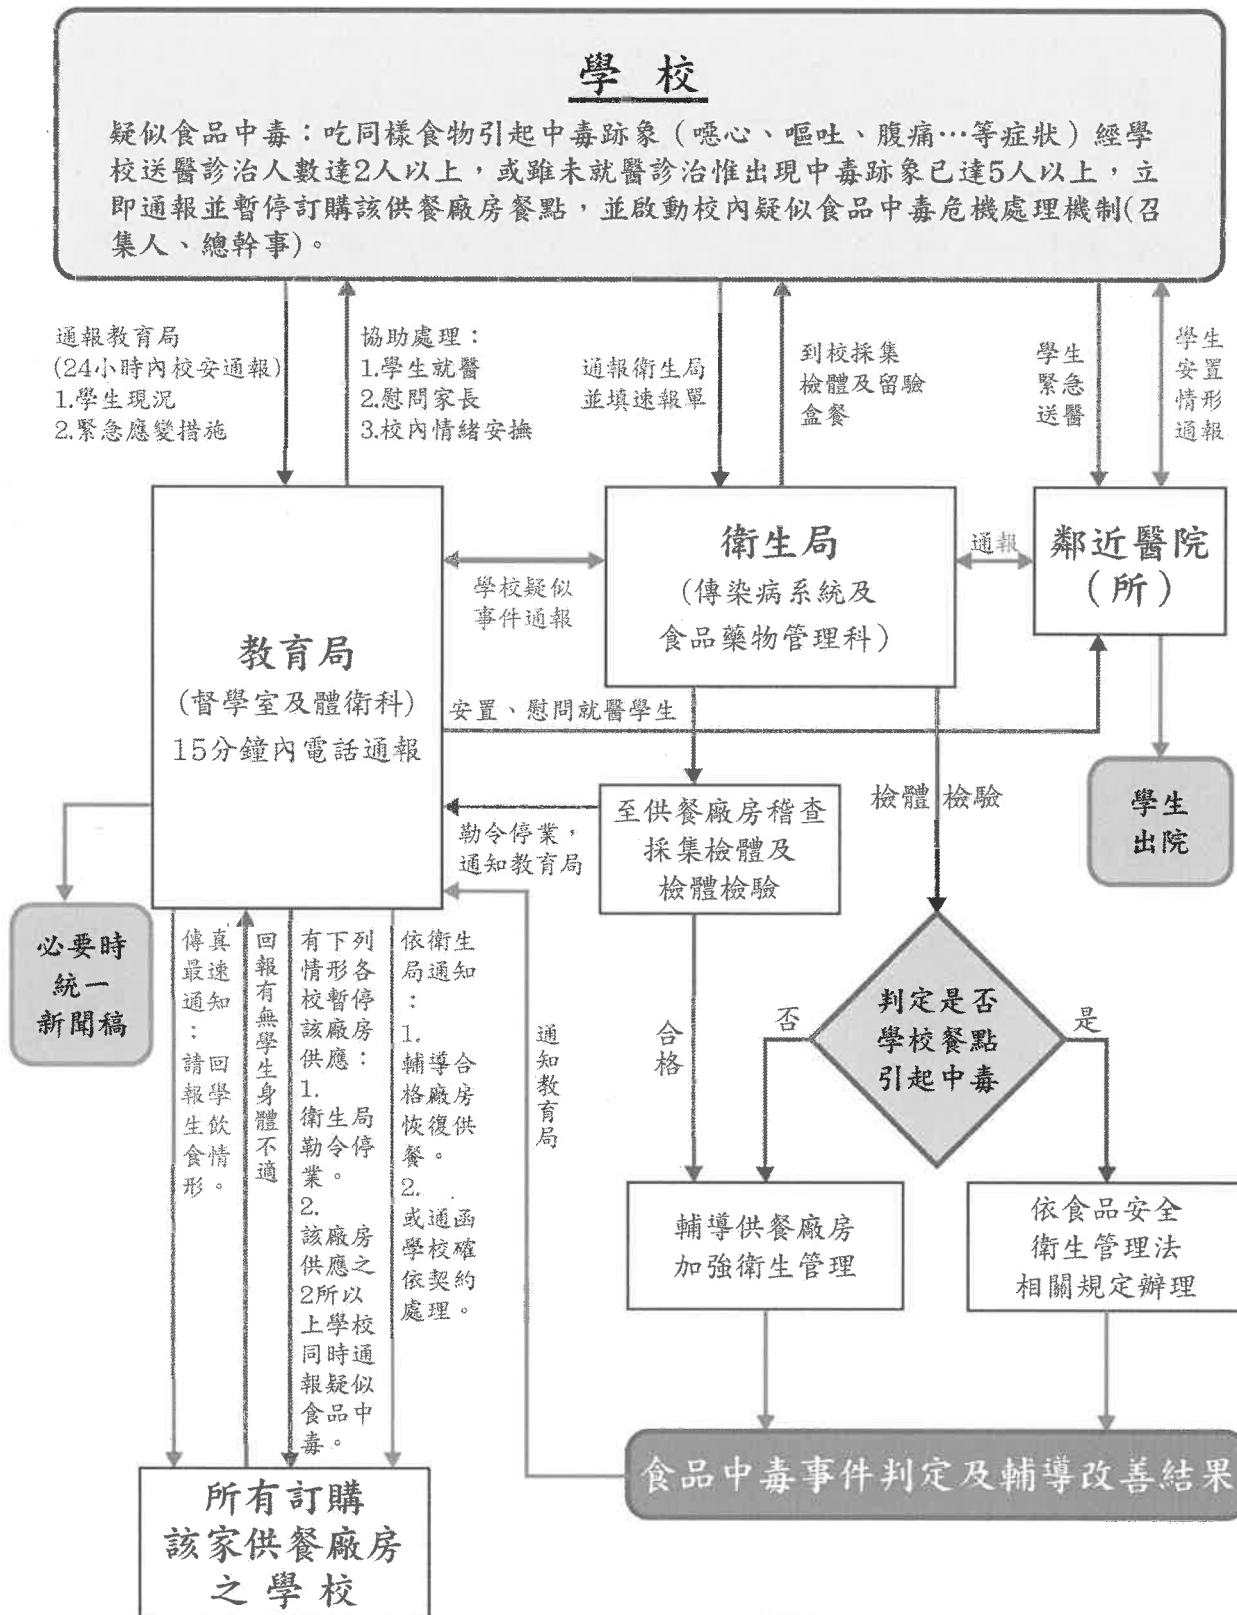 學校
疑似食品中毒：吃同樣食物引起中毒跡象（噁心、嘔吐、腹痛…等症狀）經學
校送醫診治人數達2人以上，或雖未就醫診治惟出現中毒跡象已達5人以上，立
即通報並暫停訂購該供餐廠房餐點，並啟動校內疑似食品中毒危機處理機制(召
集人、總幹事)。
通報教育局
(24小時內校安通報)
1.學生現況
2.緊急應變措施
協助處理：
1.學生就醫
2.慰問家長
3.校內情緒安撫
通報衛生局
並填速報單
到校採集
檢體及留驗
盒餐
學生
緊急
送醫
學生
安置
情形
通報
教育局
(督學室及體衛科)
15分鐘內電話通報
學校疑似
事件通報
衛生局
(傳染病系統及
食品藥物管理科)
通報
鄰近醫院
(所)
安置、慰問就醫學生
勒令停業，
通知教育局
至供餐廠房稽查
採集檢體及
檢體檢驗
檢體檢驗
學生
出院
必要時
統一
新聞稿
傳真
最速
通知
：
請回
報學
生飲
食情
形。
回報有無學生身體不適
有下列
情形各
校暫停
該廠房
供應：
1.
衛生局
勒令停
業。
2.
該廠房
供應之
2所以
上學校
同時通
報疑似
食品中
毒。
依衛生
局通知
：
1.
輔導合
格廠房
恢復供
餐。
2.
或通函
學校確
依契約
處理。
通知教育局
合格
否
判定是否
學校餐點
引起中毒
是
輔導供餐廠房
加強衛生管理
依食品安全
衛生管理法
相關規定辦理
食品中毒事件判定及輔導改善結果
所有訂購
該家供餐廠房
之學校